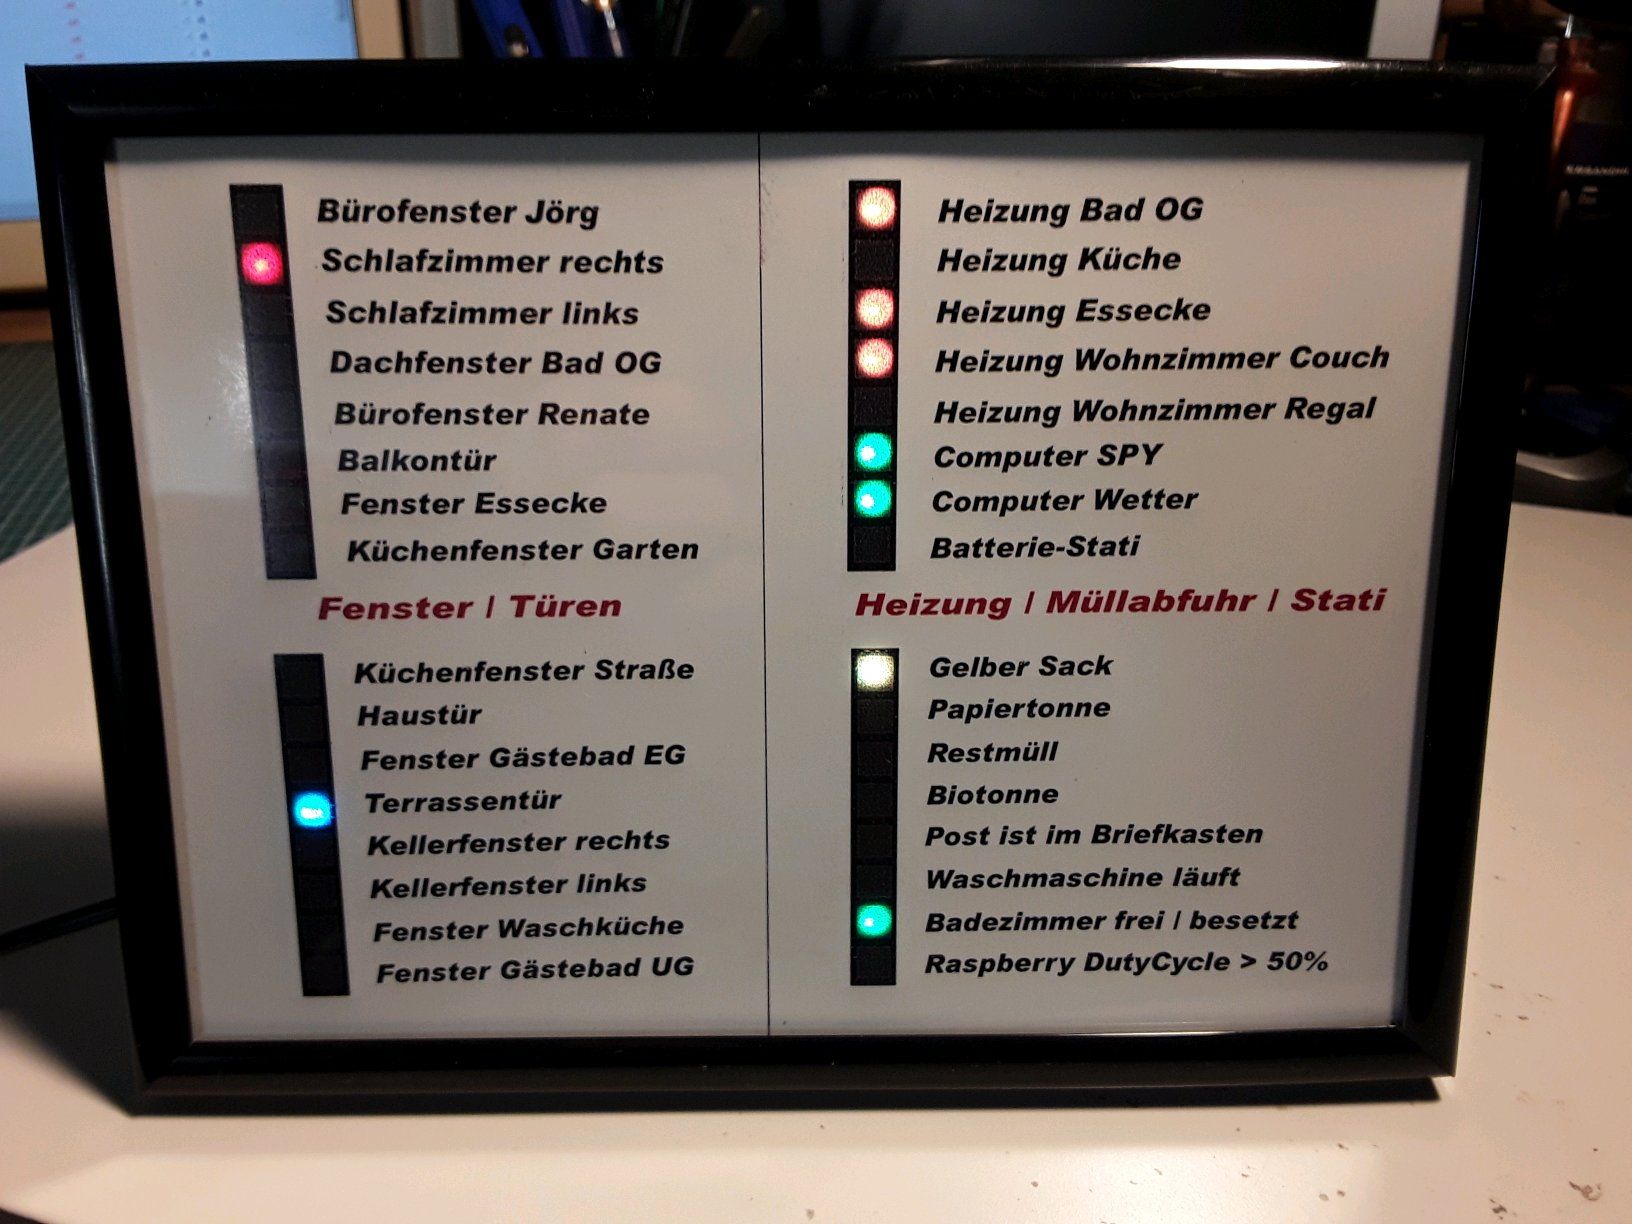 Bürofenster Jörg
Schlafzimmer rechts
Schlafzimmer links
Dachfenster Bad OG
Bürofenster Renate
Balkontür
Fenster Essecke
Küchenfenster Garten
Fenster / Türen
Küchenfenster Straße
Haustür
Fenster Gästebad EG
Terrassentür
Kellerfenster rechts
Kellerfenster links
Fenster Waschküche
Fenster Gästebad UG
Heizung Bad OG
Heizung Küche
Heizung Essecke
Heizung Wohnzimmer Couch
Heizung Wohnzimmer Regal
Computer SPY
Computer Wetter
Batterie-Stati
Heizung / Müllabfuhr / Stati
Gelber Sack
Papiertonne
Restmüll
Biotonne
Post ist im Briefkasten
Waschmaschine läuft
Badezimmer frei / besetzt
Raspberry DutyCycle > 50%